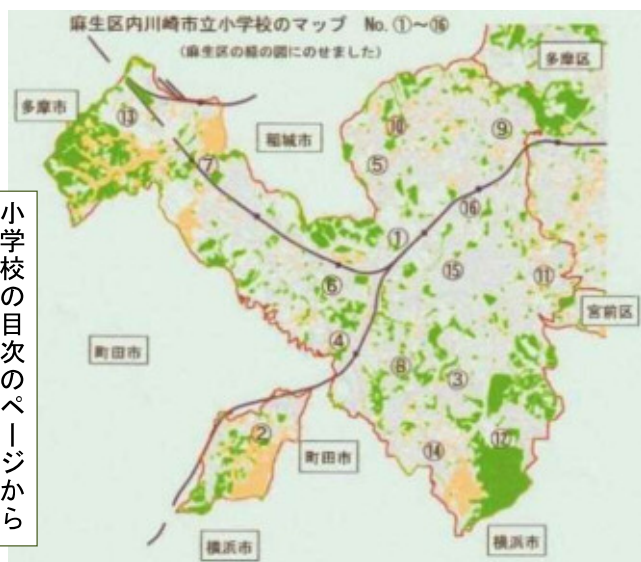 麻生区内川崎市立小学校のマップ No.①～⑯
(麻生区の緑の図にのせました)
多摩区
多摩市
⑬
⑩
⑨
稲城市
⑦
⑤
⑯
①
⑮
⑥
⑪
宮前区
小学校の目次のページから
町田市
④
⑧
③
②
町田市
⑭
⑫
横浜市
横浜市